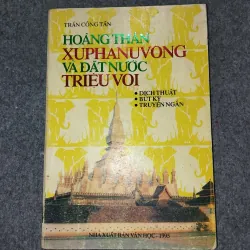 TRẦN CÔNG TẤN
HOÀNG THÂN
XUPHANUVONG
VÀ ĐẤT NƯỚC
TRIỆU VOI
• DỊCH THUẬT
• BÚT KÝ
• TRUYỆN NGẮN
NHÀ XUẤT BẢN VĂN HỌC -